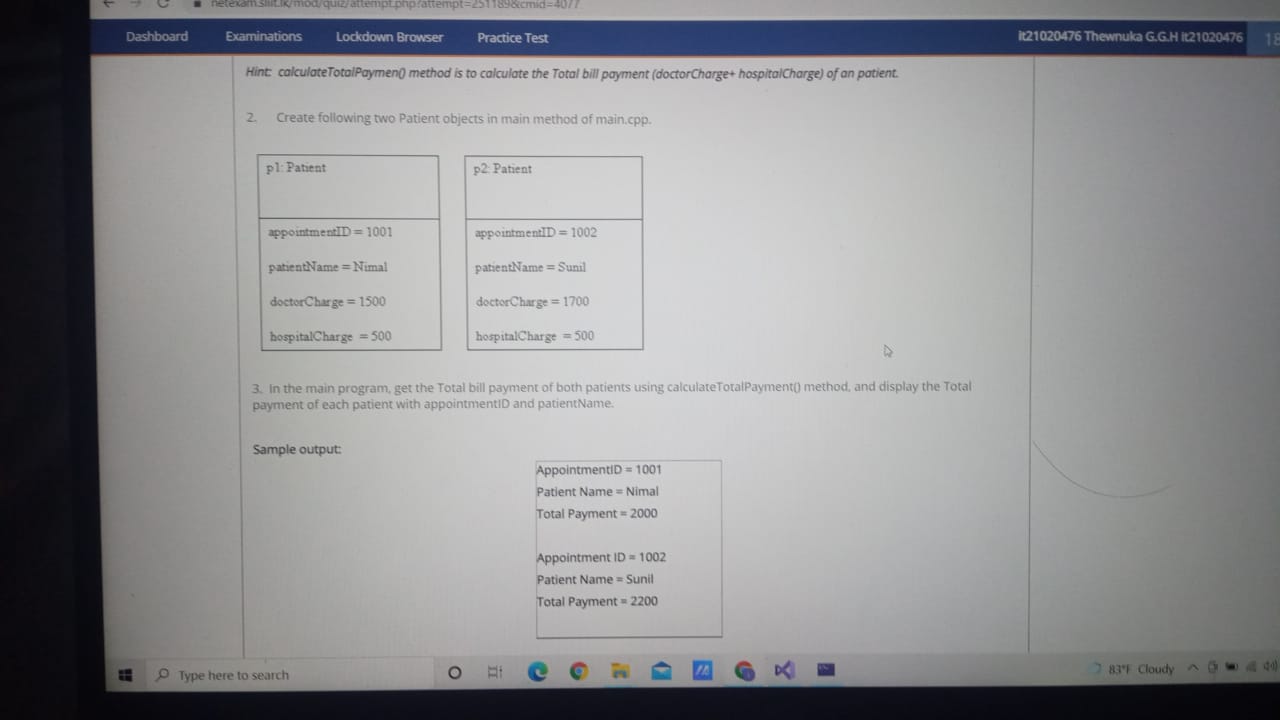 netexam.sliit.lk/mod/quiz/attempt.php?attempt=251189&cmid=4077
Dashboard Examinations Lockdown Browser Practice Test it21020476 Thewnuka G.G.H it21020476 18
Hint: calculateTotalPaymen() method is to calculate the Total bill payment (doctorCharge+ hospitalCharge) of an patient.
2. Create following two Patient objects in main method of main.cpp.
p1: Patient
appointmentID = 1001
patientName = Nimal
doctorCharge = 1500
hospitalCharge = 500
p2: Patient
appointmentID = 1002
patientName = Sunil
doctorCharge = 1700
hospitalCharge = 500
3. In the main program, get the Total bill payment of both patients using calculateTotalPayment() method, and display the Total
payment of each patient with appointmentID and patientName.
Sample output:
AppointmentID = 1001
Patient Name = Nimal
Total Payment = 2000
Appointment ID = 1002
Patient Name = Sunil
Total Payment = 2200
Type here to search
83°F Cloudy